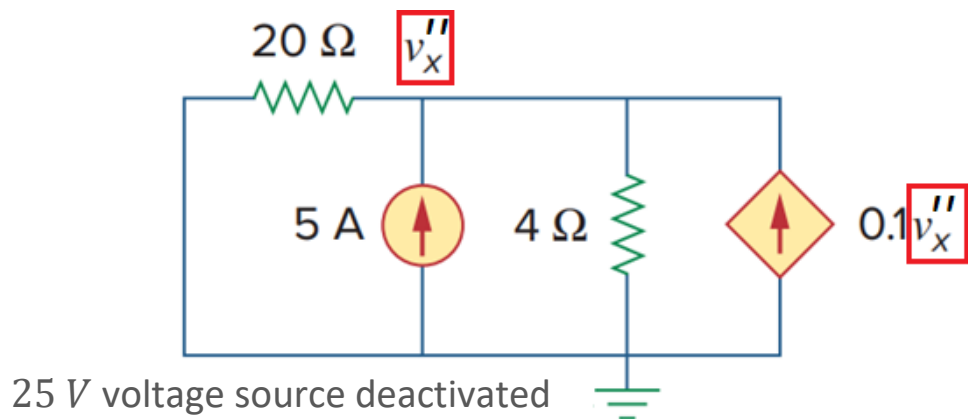 20 Ω v″ₓ
5 A 4 Ω 0.1v″ₓ
25 V voltage source deactivated